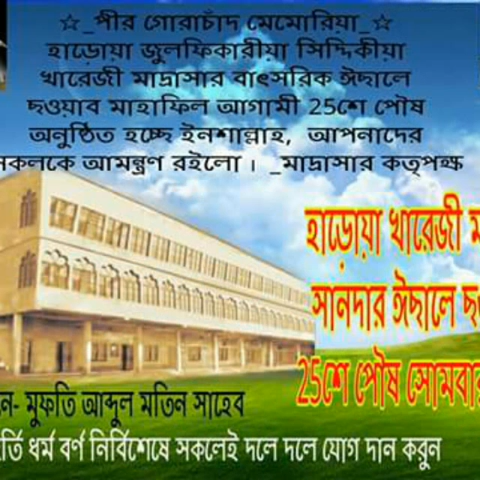 ☆_পীর গোরাচাঁদ মেমোরিয়া_☆
হাড়োয়া জুলফিকারীয়া সিদ্দিকীয়া
খারেজী মাদ্রাসার বাৎসরিক ঈছালে
ছওয়াব মাহাফিল আগামী 25শে পৌষ
অনুষ্ঠিত হচ্ছে ইনশাল্লাহ, আপনাদের
সকলকে আমন্ত্রণ রইলো। _মাদ্রাসার কতৃপক্ষ
হাড়োয়া খারেজী
সানদার ঈছালে
25শে পৌষ সোমবার
মুফতি আব্দুল মতিন সাহেব
ধর্ম বর্ণ নির্বিশেষে সকলেই দলে দলে যোগ দান করুন